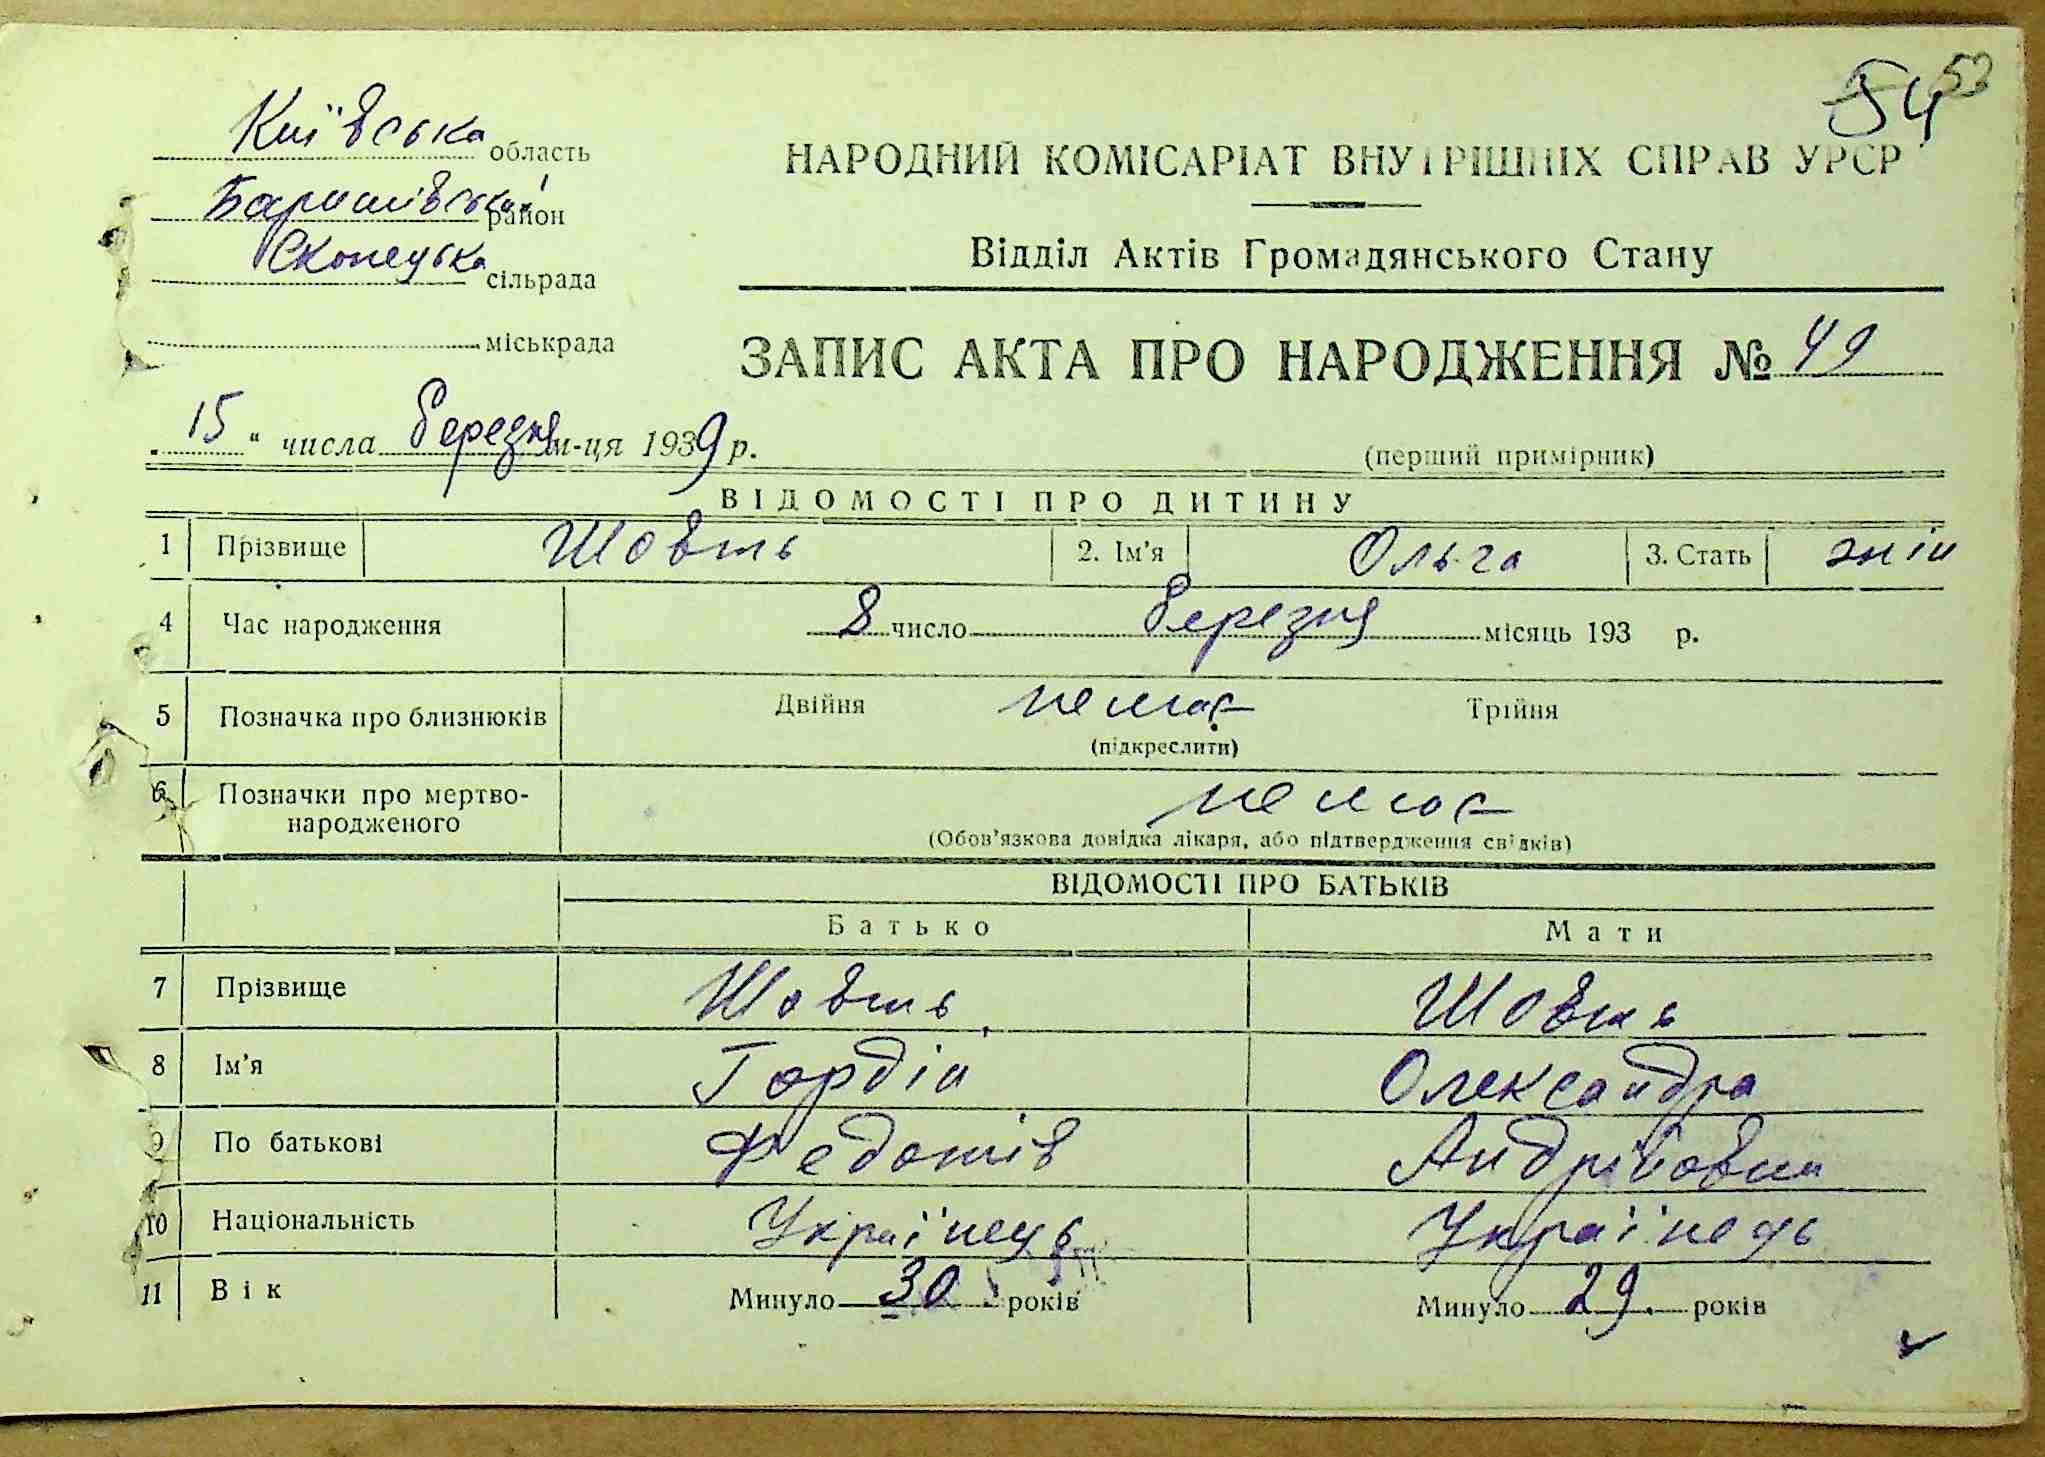 54 53
Київська область
Баришівськ. район
Скопецька сільрада
міськрада
НАРОДНИЙ КОМІСАРІАТ ВНУТРІШНІХ СПРАВ УРСР
Відділ Актів Громадянського Стану
ЗАПИС АКТА ПРО НАРОДЖЕННЯ № 49
15 " числа березня м-ця 1939 р.
(перший примірник)
ВІДОМОСТІ ПРО ДИТИНУ
1 Прізвище Шовть 2. Ім’я Ольга 3. Стать жін
4 Час народження 8 число березня місяць 193 р.
5 Позначка про близнюків Двійня немає Трійня
(підкреслити)
6 Позначки про мертво- немає
народженого (Обов’язкова довідка лікаря, або підтвердження свідків)
ВІДОМОСТІ ПРО БАТЬКІВ
Батько Мати
7 Прізвище Шовть Шовть
8 Ім’я Гордій Олександра
9 По батькові Федотів Андріївна
10 Національність Українець Українець
11 Вік Минуло 30 років Минуло 29. років